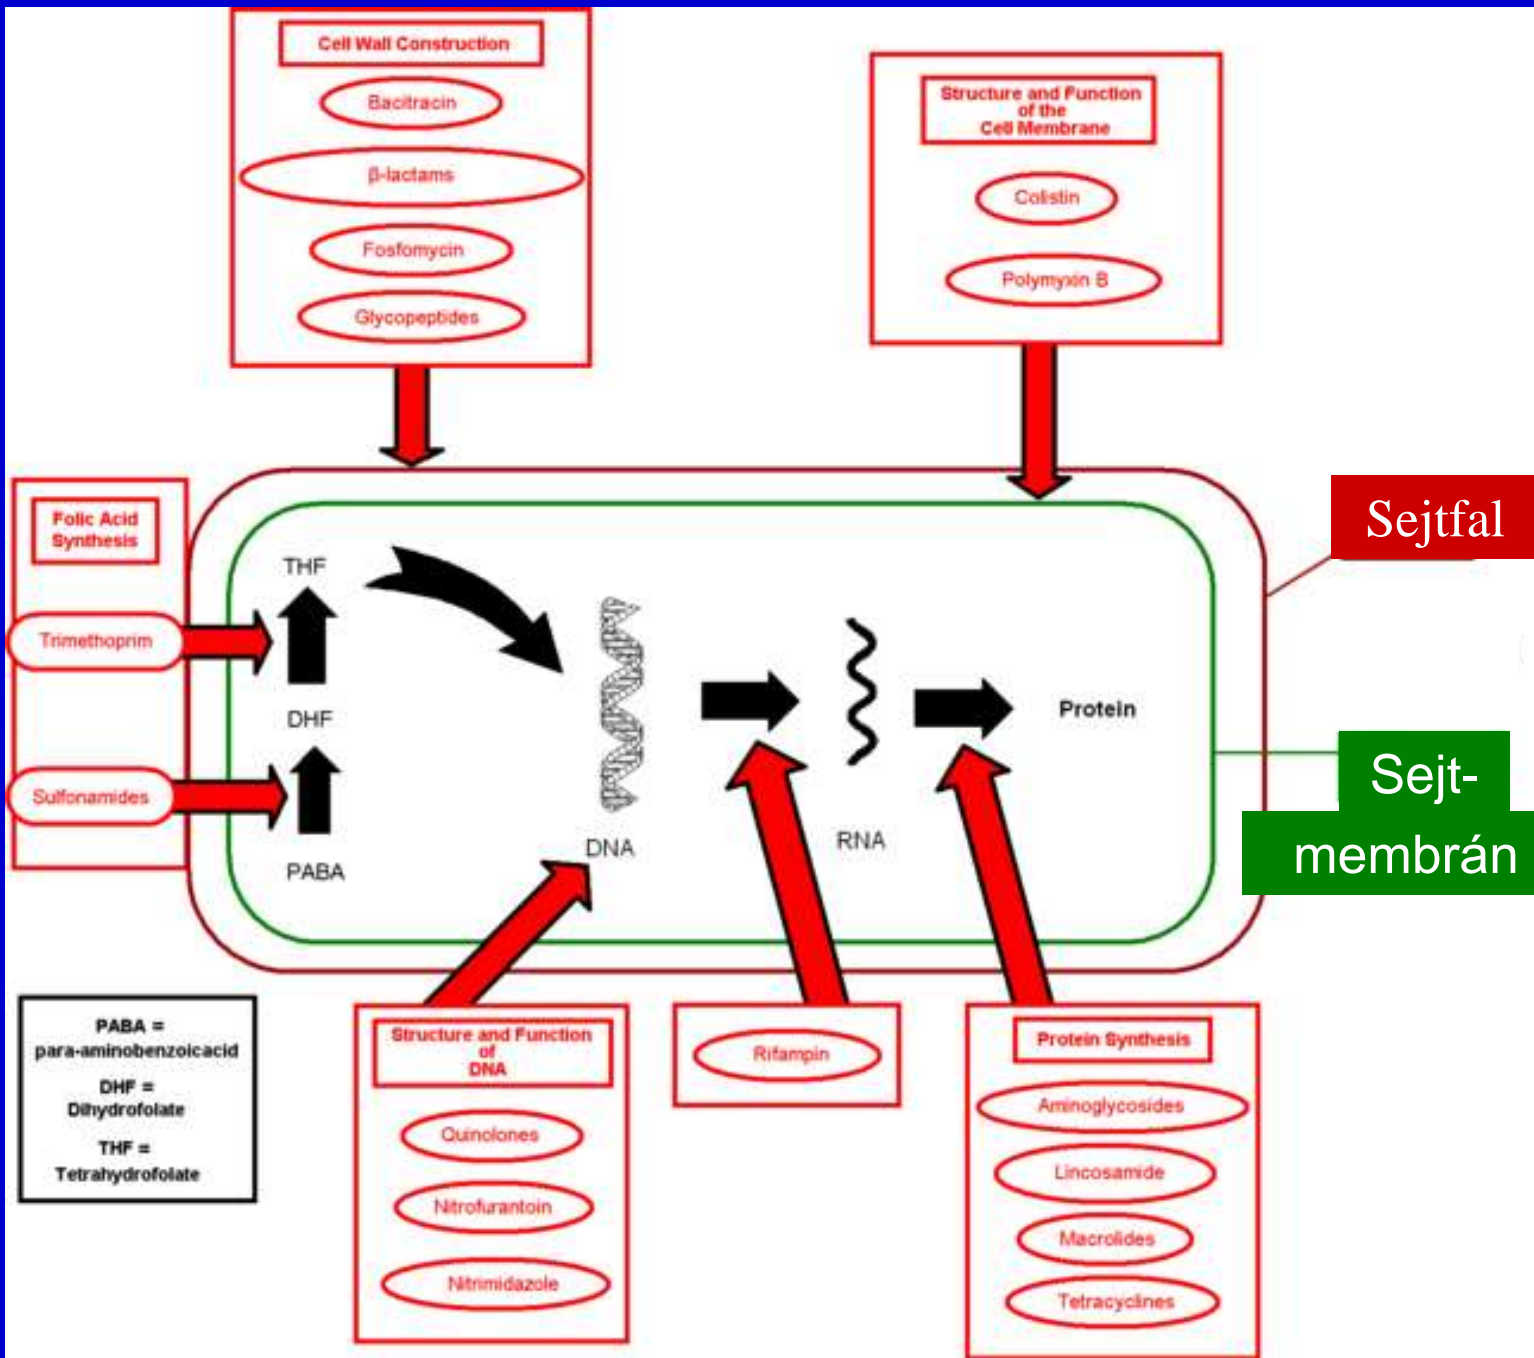 Cell Wall Construction
Bacitracin
β-lactams
Fosfomycin
Glycopeptides
Structure and Function
of the
Cell Membrane
Colistin
Polymyxin B
Folic Acid
Synthesis
Trimethoprim
Sulfonamides
THF
DHF
PABA
DNA
RNA
Protein
Sejtfal
Sejt-
membrán
PABA =
para-aminobenzoicacid
DHF =
Dihydrofolate
THF =
Tetrahydrofolate
Structure and Function
of
DNA
Quinolones
Nitrofurantoin
Nitrimidazole
Rifampin
Protein Synthesis
Aminoglycosides
Lincosamide
Macrolides
Tetracyclines